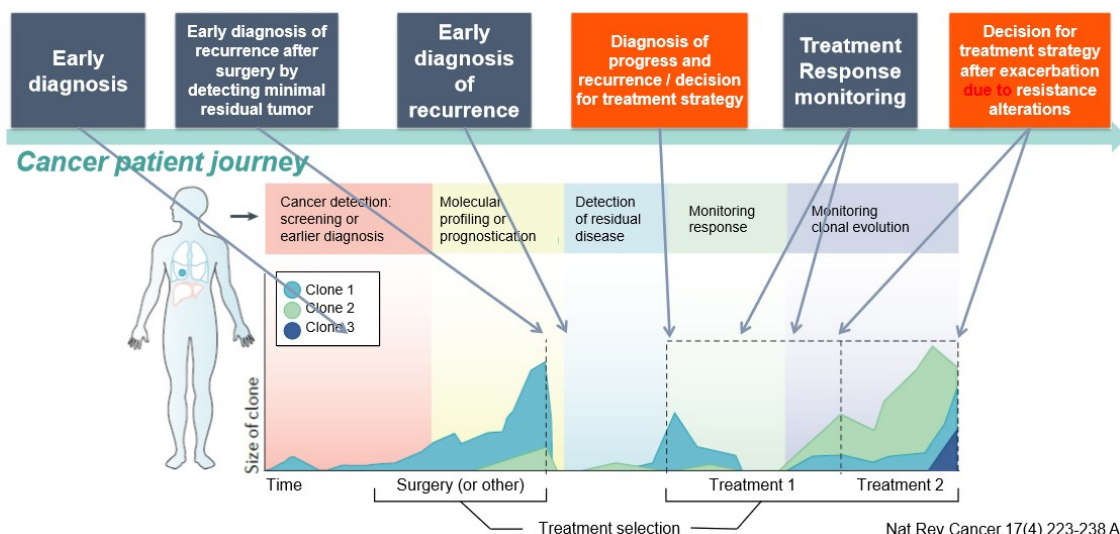 Early
diagnosis
Early diagnosis of
recurrence after
surgery by
detecting minimal
residual tumor
Early
diagnosis
of
recurrence
Diagnosis of
progress and
recurrence / decision
for treatment strategy
Treatment
Response
monitoring
Decision for
treatment strategy
after exacerbation
due to resistance
alterations
Cancer patient journey
Cancer detection:
screening or
earlier diagnosis
Molecular
profiling or
prognostication
Detection
of residual
disease
Monitoring
response
Monitoring
clonal evolution
Clone 1
Clone 2
Clone 3
Size of clone
Time
Surgery (or other)
Treatment 1
Treatment 2
Treatment selection
Nat Rev Cancer 17(4) 223-238 A